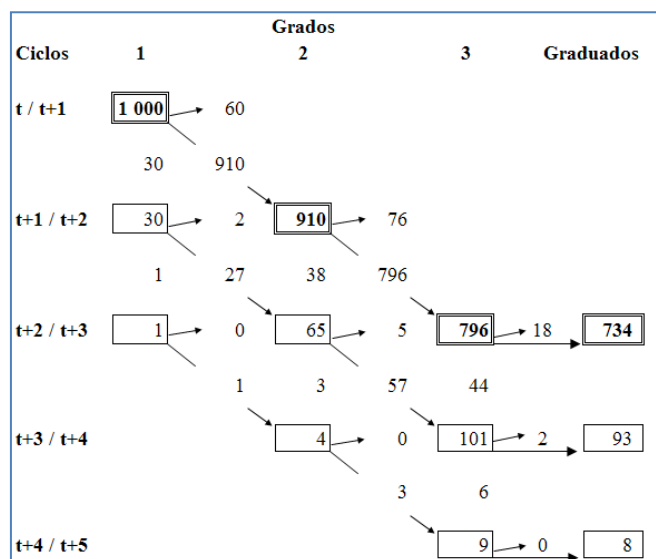 Grados
Ciclos 1 2 3 Graduados
t / t+1 1 000 60
30 910
t+1 / t+2 30 2 910 76
1 27 38 796
t+2 / t+3 1 0 65 5 796 18 734
1 3 57 44
t+3 / t+4 4 0 101 2 93
3 6
t+4 / t+5 9 0 8